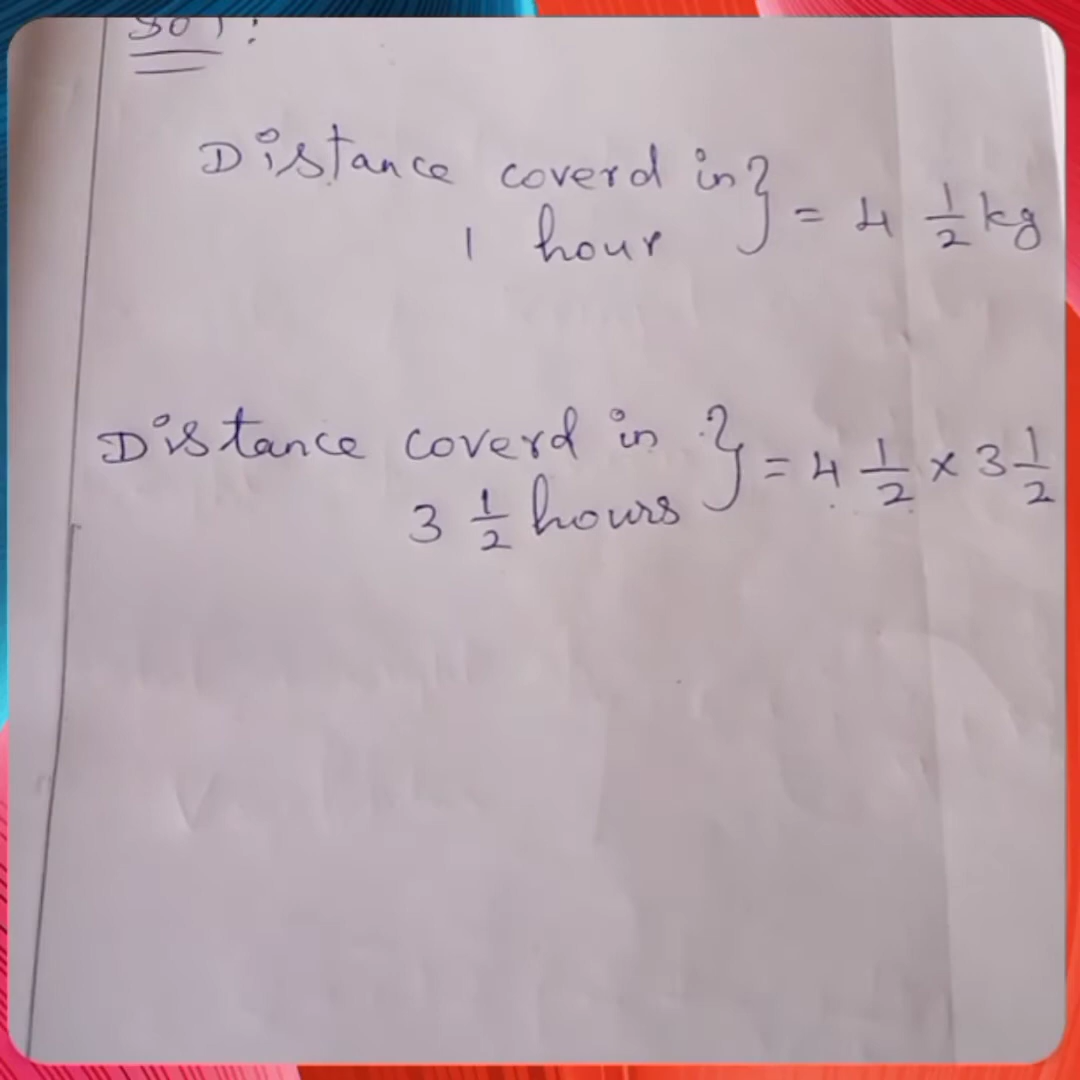 Sol:
Distance coverd in } = 4 1/2 kg
1 hour
Distance coverd in } = 4 1/2 x 3 1/2
3 1/2 hours